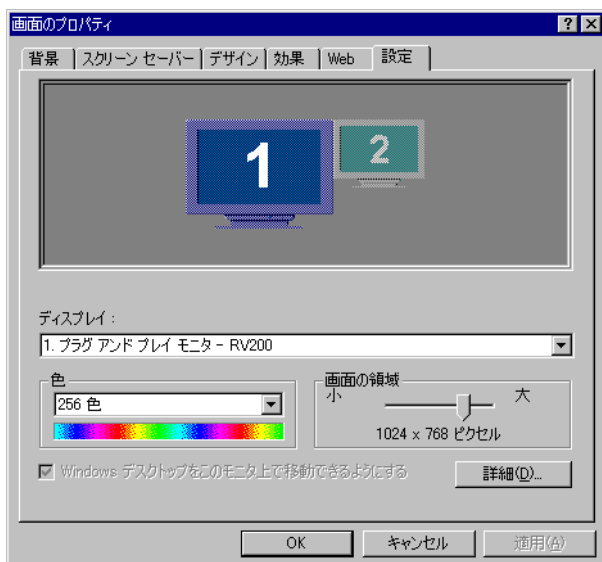 画面のプロパティ
背景 スクリーン セーバー デザイン 効果 Web 設定
1 2
ディスプレイ:
1. プラグ アンド プレイ モニタ - RV200
色
256 色
画面の領域
小 大
1024 x 768 ピクセル
Windows デスクトップをこのモニタ上で移動できるようにする
詳細(D)...
OK キャンセル 適用(A)